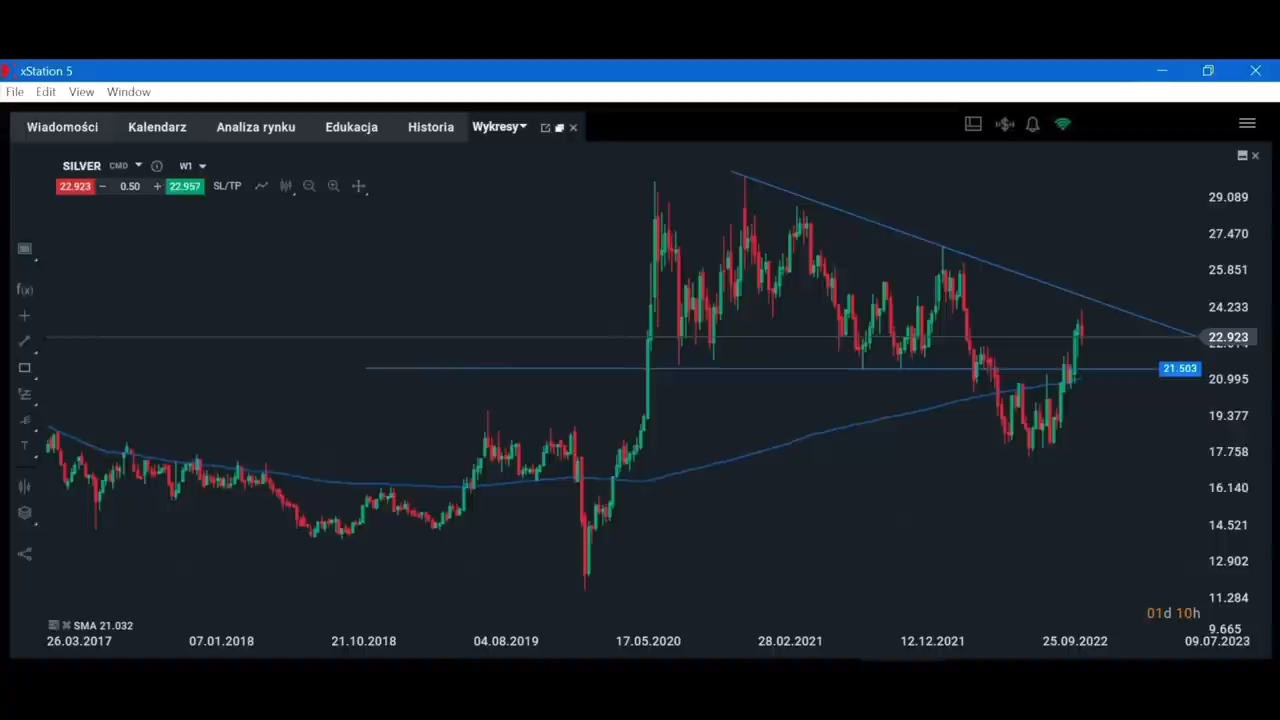 xStation 5
File Edit View Window
Wiadomości Kalendarz Analiza rynku Edukacja Historia Wykresy
SILVER CMD W1
22.923 0.50 22.957 SL/TP
29.089
27.470
25.851
24.233
22.923
21.503
20.995
19.377
17.758
16.140
14.521
12.902
11.284
9.665
f(x)
T
01d 10h
SMA 21.032
26.03.2017 07.01.2018 21.10.2018 04.08.2019 17.05.2020 28.02.2021 12.12.2021 25.09.2022 09.07.2023